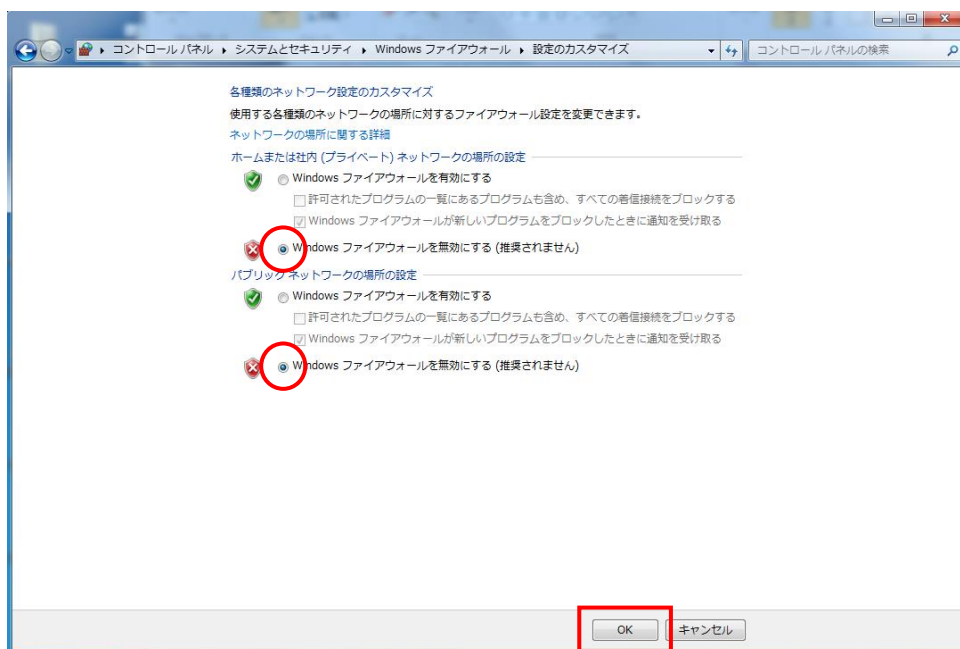 コントロール パネル ▸ システムとセキュリティ ▸ Windows ファイアウォール ▸ 設定のカスタマイズ
コントロール パネルの検索
各種類のネットワーク設定のカスタマイズ
使用する各種類のネットワークの場所に対するファイアウォール設定を変更できます。
ネットワークの場所に関する詳細
ホームまたは社内 (プライベート) ネットワークの場所の設定
Windows ファイアウォールを有効にする
許可されたプログラムの一覧にあるプログラムも含め、すべての着信接続をブロックする
Windows ファイアウォールが新しいプログラムをブロックしたときに通知を受け取る
Windows ファイアウォールを無効にする (推奨されません)
パブリック ネットワークの場所の設定
Windows ファイアウォールを有効にする
許可されたプログラムの一覧にあるプログラムも含め、すべての着信接続をブロックする
Windows ファイアウォールが新しいプログラムをブロックしたときに通知を受け取る
Windows ファイアウォールを無効にする (推奨されません)
OK
キャンセル